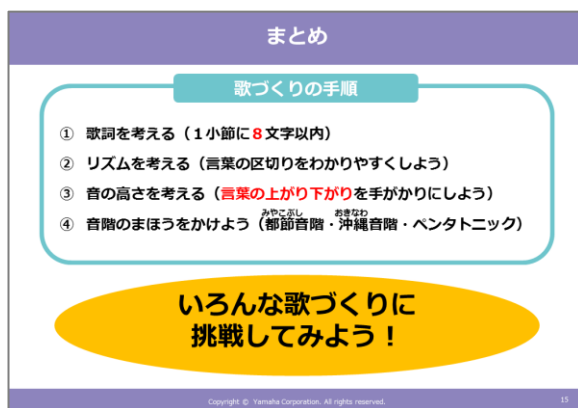 まとめ
歌づくりの手順
① 歌詞を考える（１小節に８文字以内）
② リズムを考える（言葉の区切りをわかりやすくしよう）
③ 音の高さを考える（言葉の上がり下がりを手がかりにしよう）
みやこぶし おきなわ
④ 音階のまほうをかけよう（都節音階・沖縄音階・ペンタトニック）
いろんな歌づくりに
挑戦してみよう！
Copyright © Yamaha Corporation. All rights reserved.
15